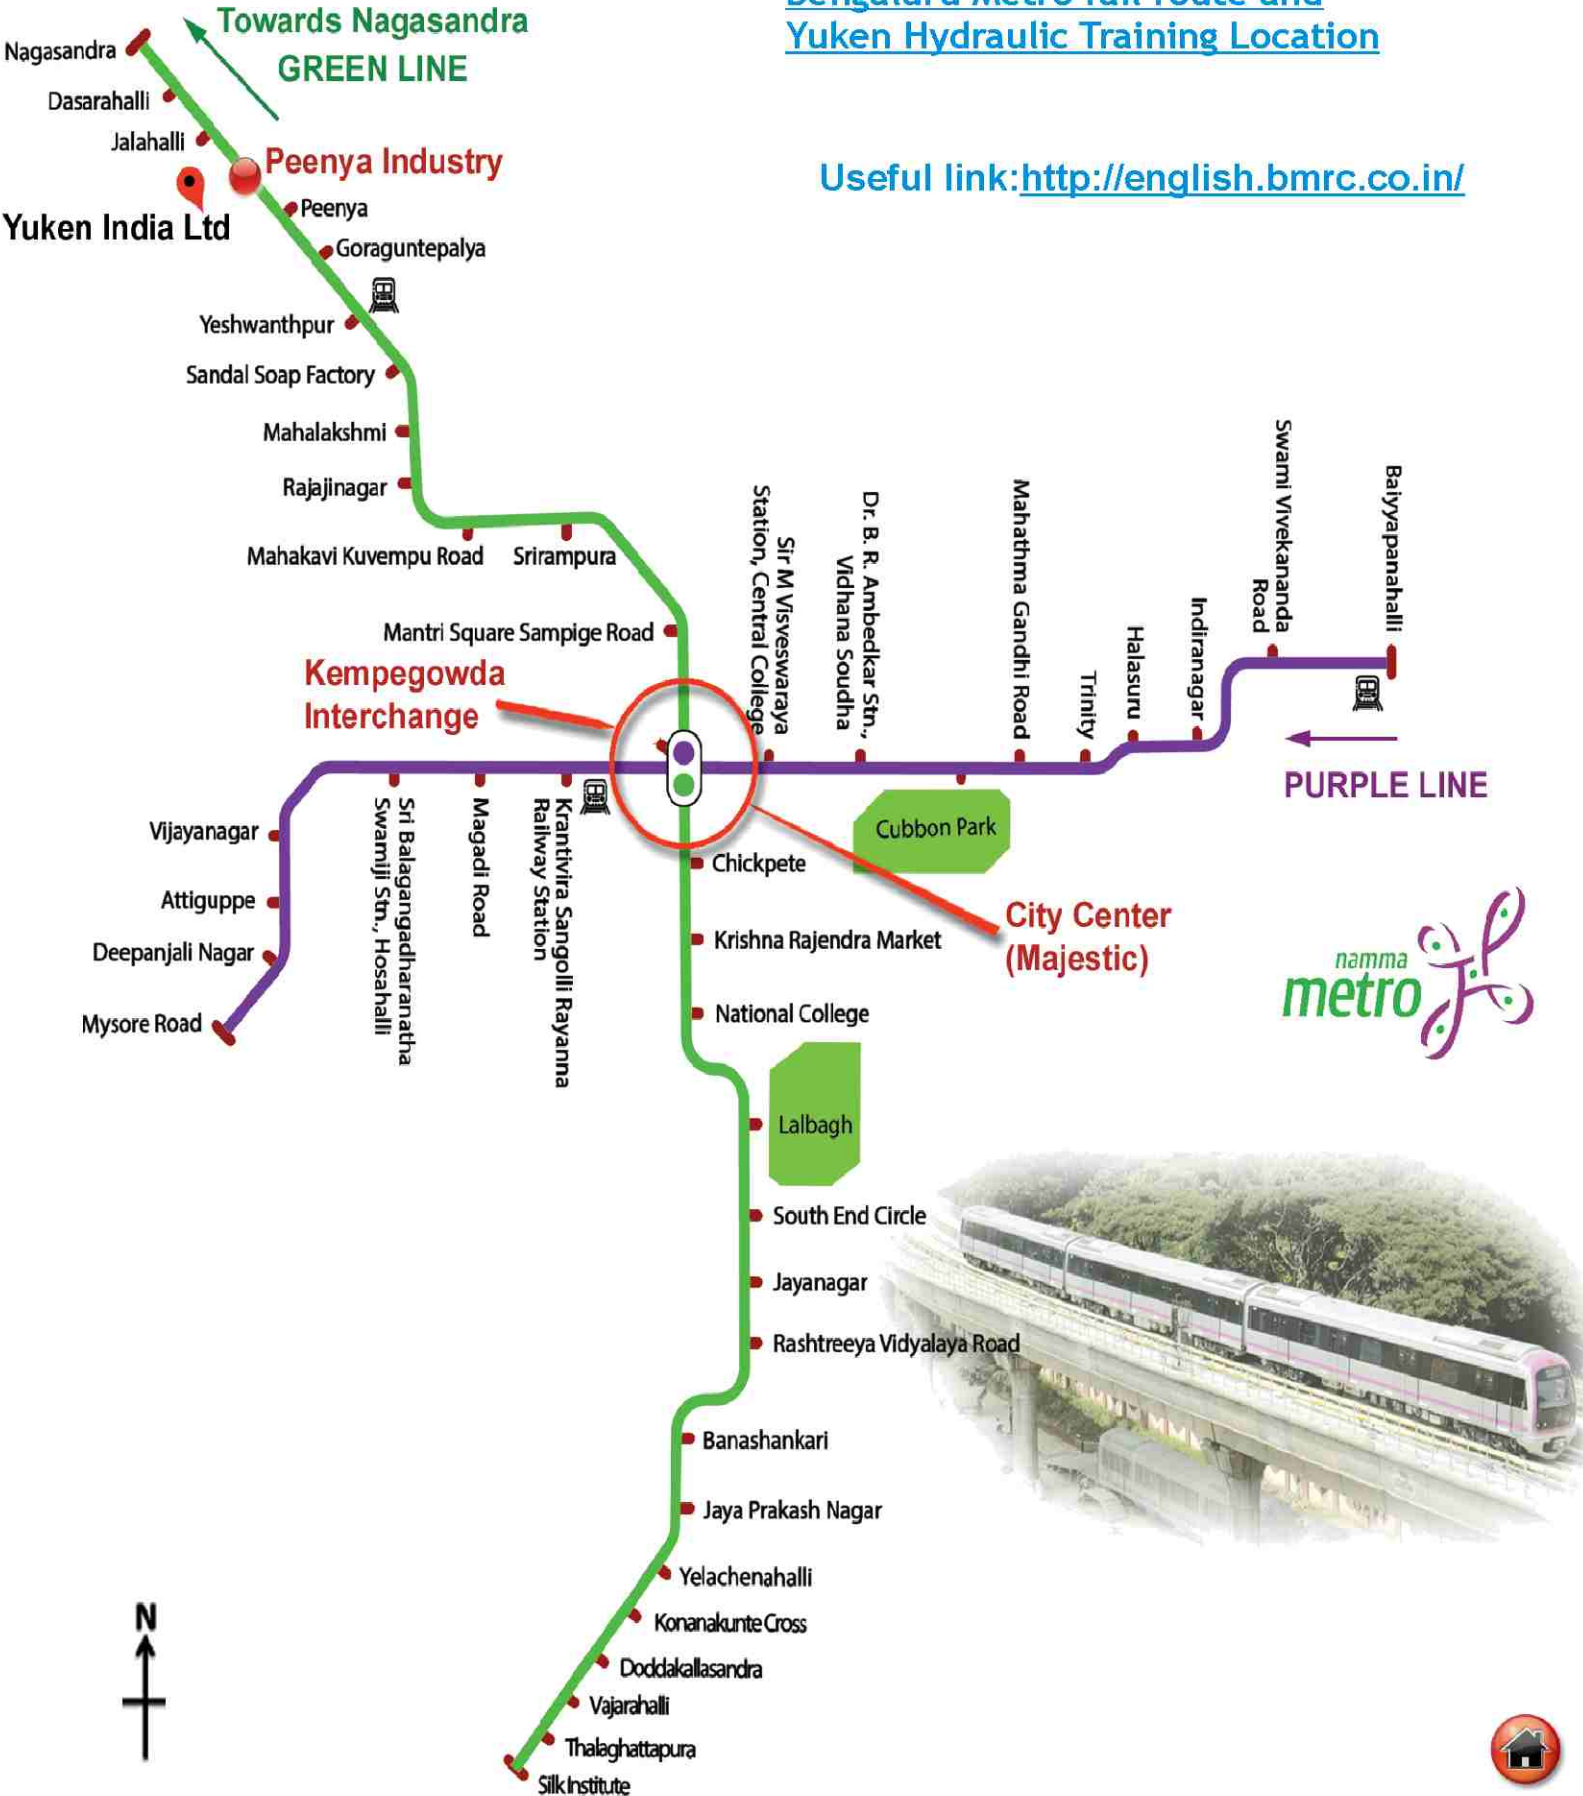 Bengaluru Metro rail route and
Yuken Hydraulic Training Location
Towards Nagasandra
GREEN LINE
Useful link:http://english.bmrc.co.in/
Nagasandra
Dasarahalli
Jalahalli
Peenya Industry
Yuken India Ltd
Peenya
Goraguntepalya
Yeshwanthpur
Sandal Soap Factory
Mahalakshmi
Rajajinagar
Mahakavi Kuvempu Road
Srirampura
Mantri Square Sampige Road
Kempegowda
Interchange
Sir M Visveswaraya
Station, Central College
Dr. B. R. Ambedkar Stn.,
Vidhana Soudha
Mahathma Gandhi Road
Trinity
Halasuru
Indiranagar
Swami Vivekananda
Road
Baiyyapanahalli
PURPLE LINE
Cubbon Park
City Center
(Majestic)
Vijayanagar
Attiguppe
Deepanjali Nagar
Mysore Road
Sri Balagangadharanatha
Swamiji Stn., Hosahalli
Magadi Road
Krantivira Sangolli Rayanna
Railway Station
Chickpete
Krishna Rajendra Market
National College
namma
metro
Lalbagh
South End Circle
Jayanagar
Rashtreeya Vidyalaya Road
Banashankari
Jaya Prakash Nagar
Yelachenahalli
Konanakunte Cross
Doddakallasandra
Vajarahalli
Thalaghattapura
Silk Institute
N